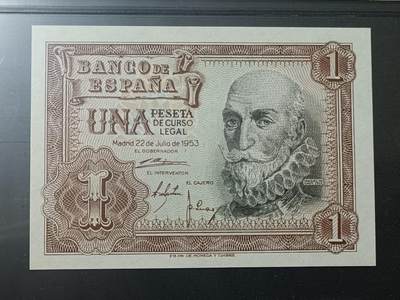 1
BANCO DE
ESPAÑA
UNA PESETA
DE CURSO
LEGAL
Madrid 22 de Julio de 1953
EL GOBERNADOR
EL INTERVENTOR
EL CAJERO
1
1